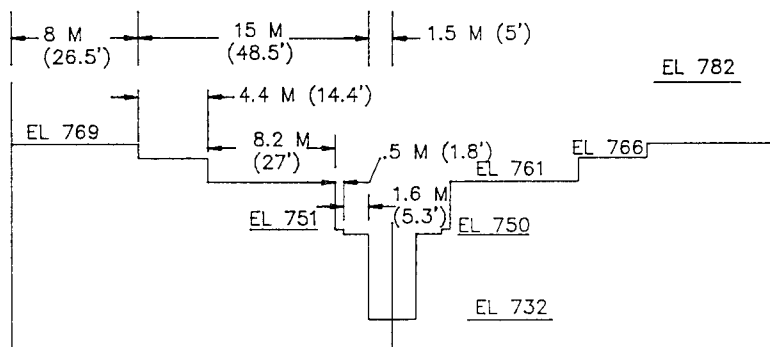 8 M
(26.5')
15 M
(48.5')
1.5 M (5')
EL 782
4.4 M (14.4')
EL 769
8.2 M
(27')
.5 M (1.8')
EL 766
EL 761
1.6 M
(5.3')
EL 751
EL 750
EL 732